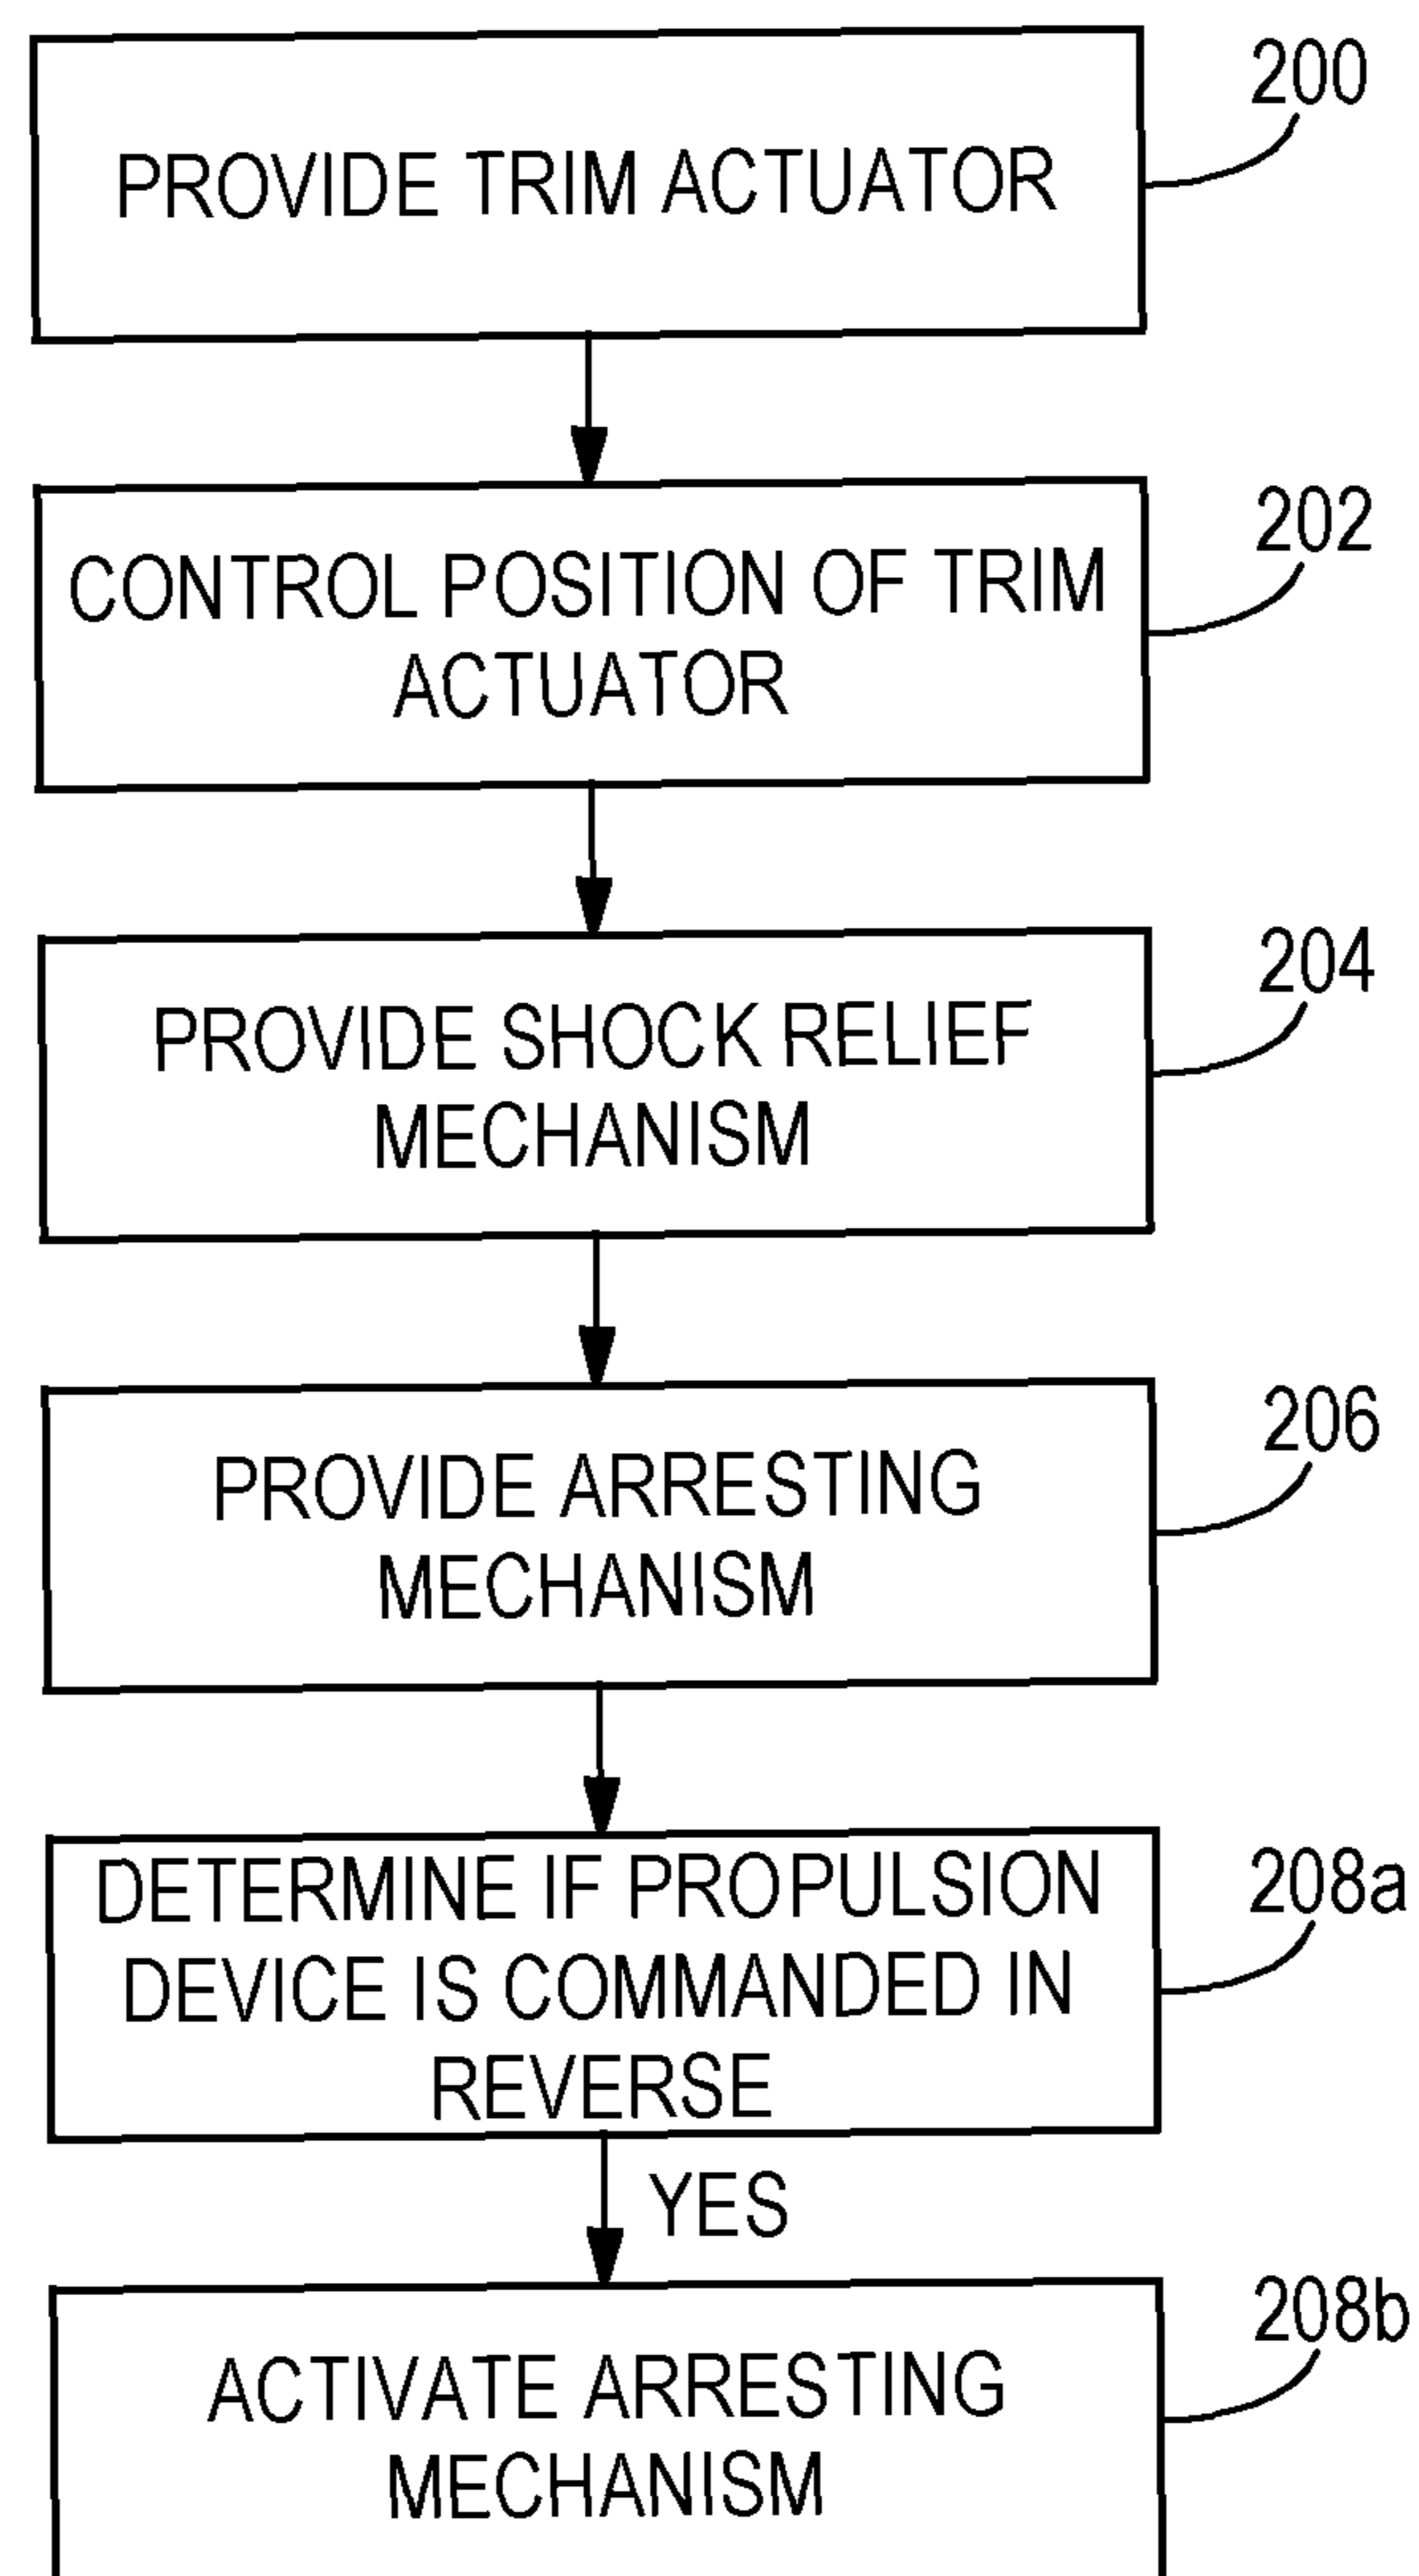 200
PROVIDE TRIM ACTUATOR
202
CONTROL POSITION OF TRIM
ACTUATOR
204
PROVIDE SHOCK RELIEF
MECHANISM
206
PROVIDE ARRESTING
MECHANISM
208a
DETERMINE IF PROPULSION
DEVICE IS COMMANDED IN
REVERSE
YES
208b
ACTIVATE ARRESTING
MECHANISM